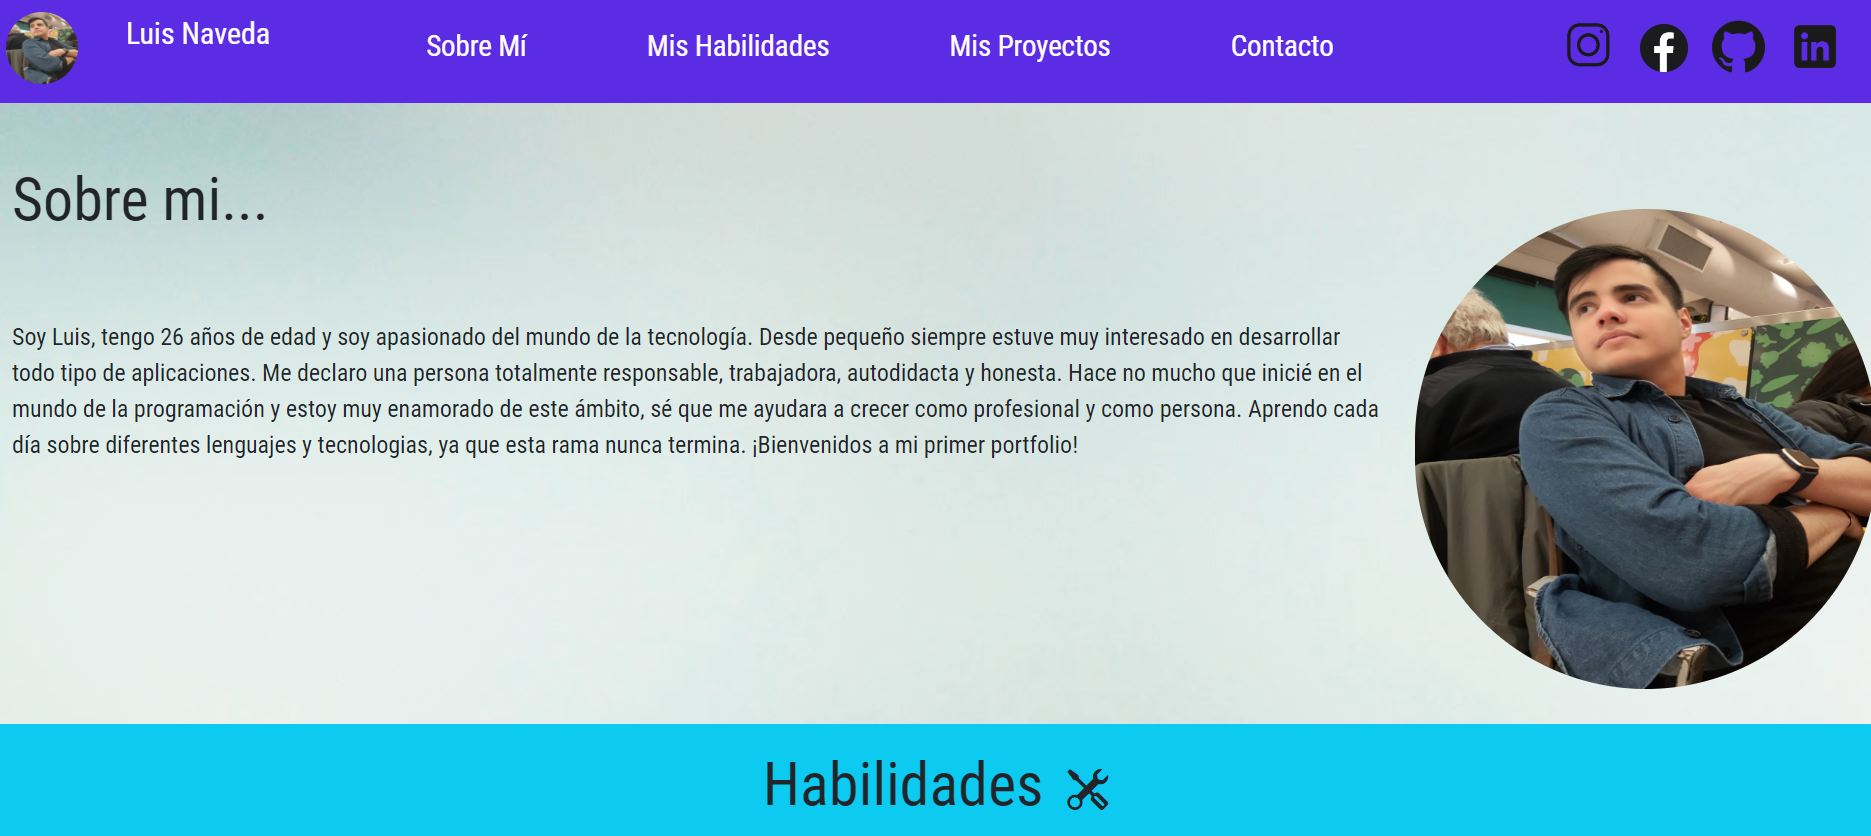 Luis Naveda
Sobre Mí
Mis Habilidades
Mis Proyectos
Contacto
Sobre mi...
Soy Luis, tengo 26 años de edad y soy apasionado del mundo de la tecnología. Desde pequeño siempre estuve muy interesado en desarrollar
todo tipo de aplicaciones. Me declaro una persona totalmente responsable, trabajadora, autodidacta y honesta. Hace no mucho que inicié en el
mundo de la programación y estoy muy enamorado de este ámbito, sé que me ayudara a crecer como profesional y como persona. Aprendo cada
día sobre diferentes lenguajes y tecnologias, ya que esta rama nunca termina. ¡Bienvenidos a mi primer portfolio!
Habilidades